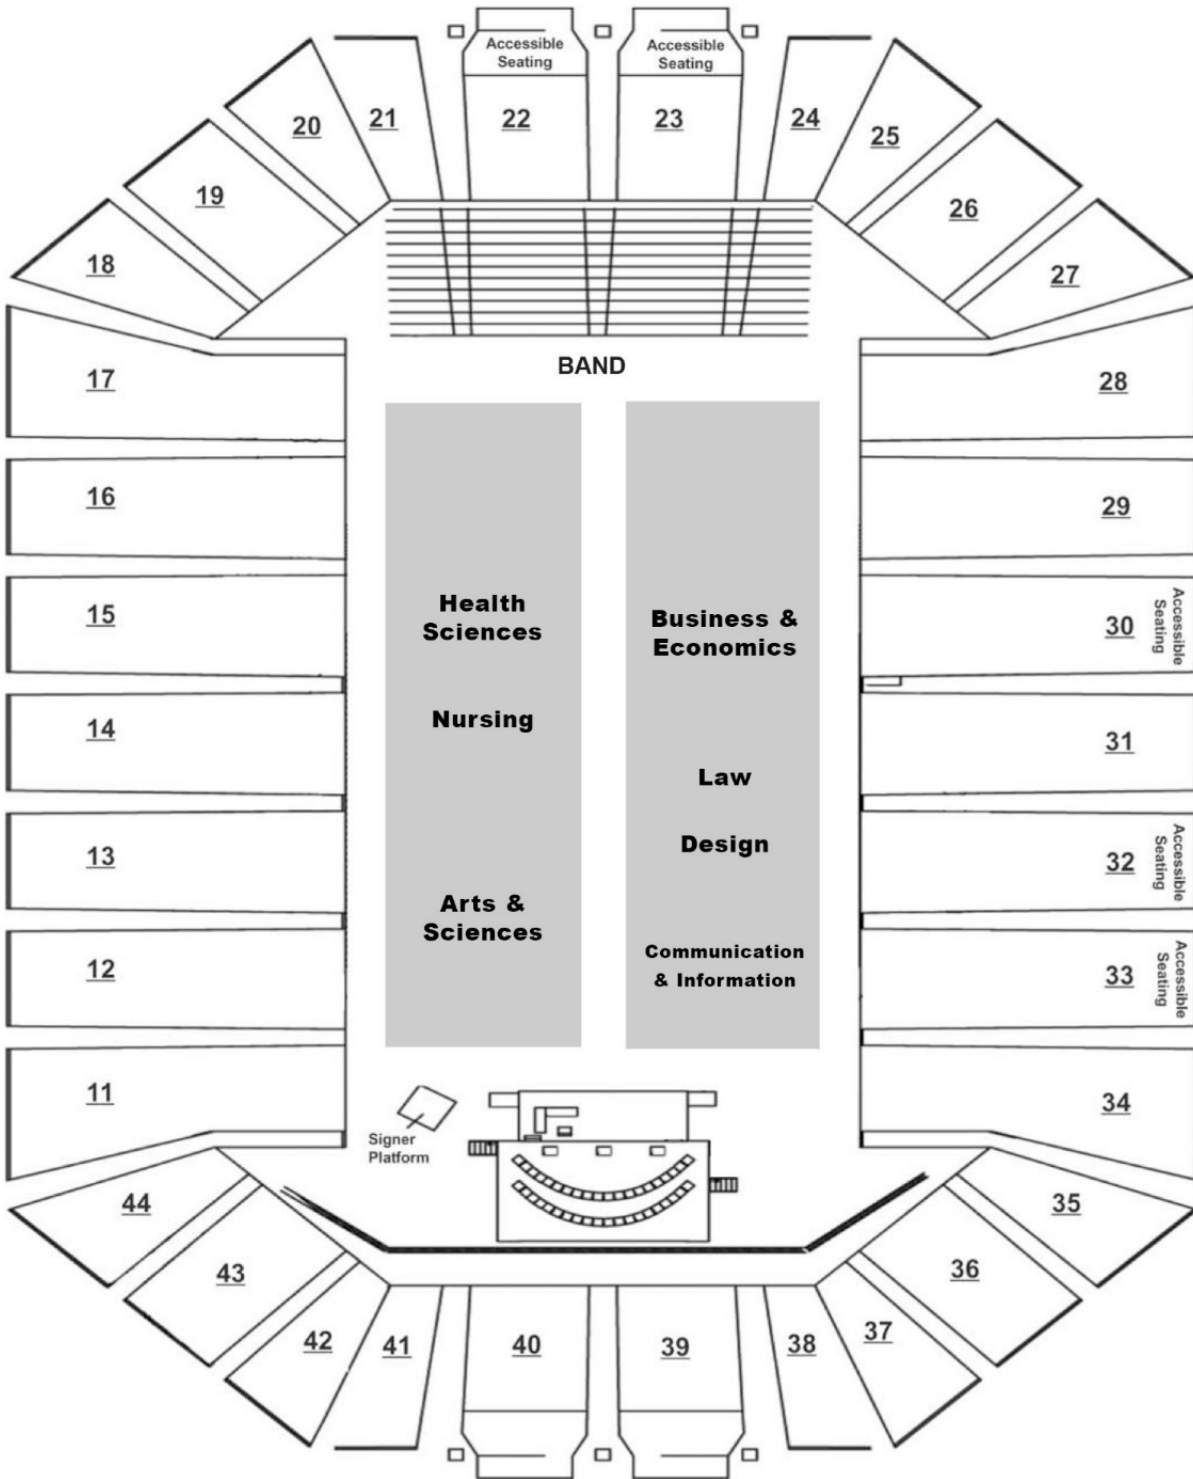 Accessible
Seating
Accessible
Seating
20
21
22
23
24
25
19
26
18
27
17
BAND
28
16
29
Health
Sciences
Business &
Economics
15
30
Accessible
Seating
Nursing
14
31
Law
Design
13
32
Accessible
Seating
Arts &
Sciences
Communication
& Information
12
33
Accessible
Seating
11
34
Signer
Platform
44
35
43
36
42
41
40
39
38
37